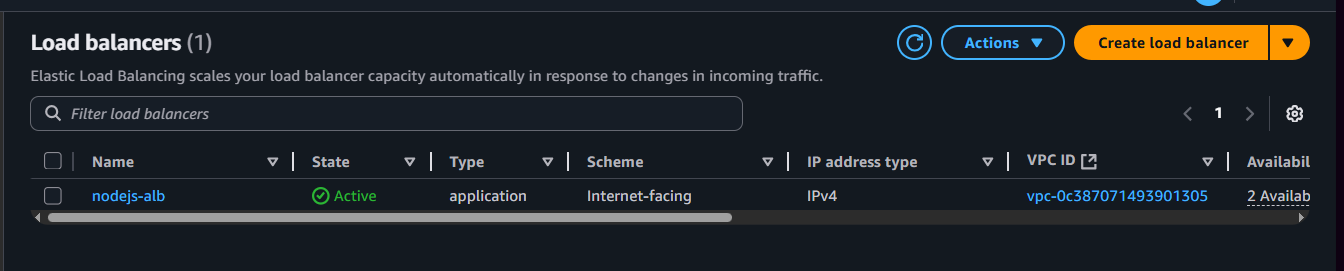 Load balancers (1)
Actions
Create load balancer
Elastic Load Balancing scales your load balancer capacity automatically in response to changes in incoming traffic.
Filter load balancers
1
Name State Type Scheme IP address type VPC ID Availabil
nodejs-alb Active application Internet-facing IPv4 vpc-0c387071493901305 2 Availab